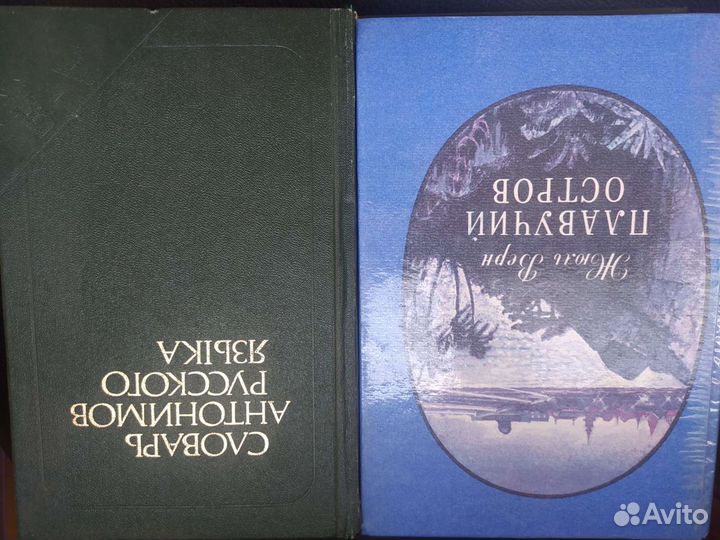 СЛОВАРЬ
АНТОНИМОВ
РУССКОГО
ЯЗЫКА
Жюль Верн
ПЛАВУЧИЙ
ОСТРОВ
Avito